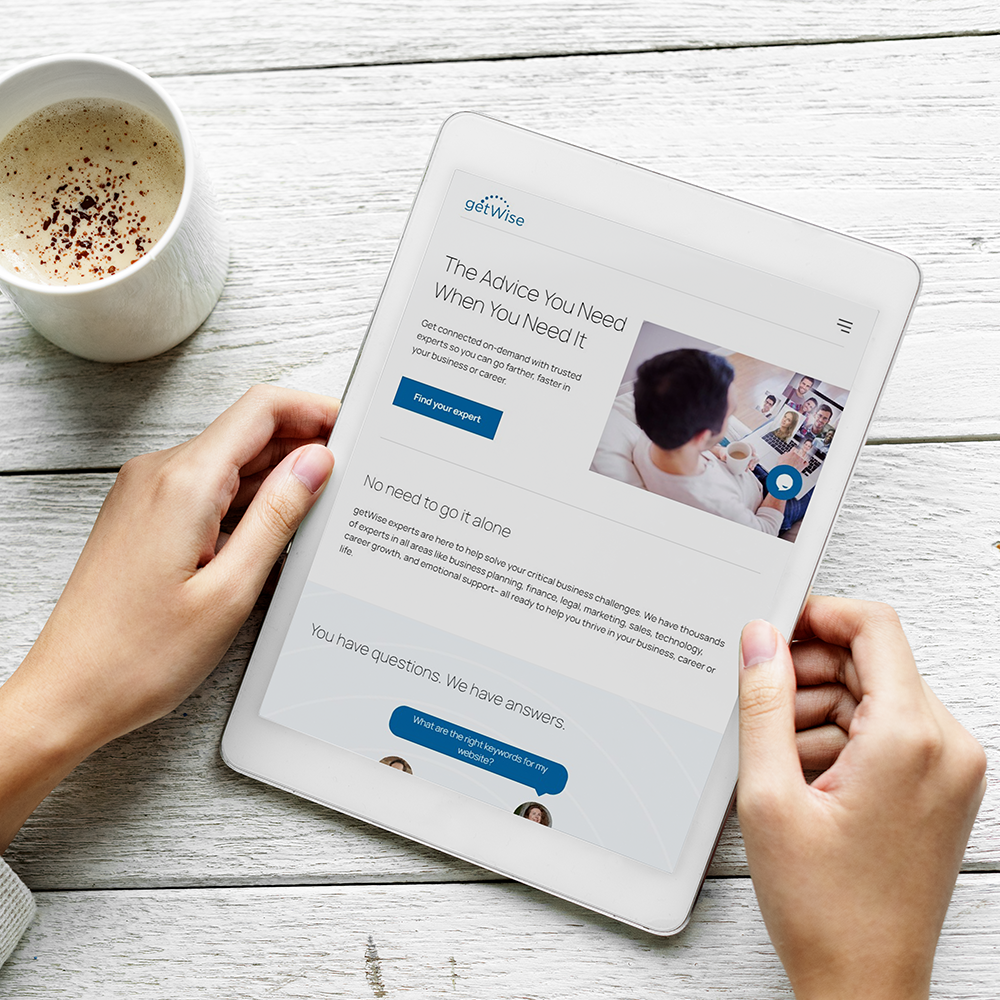 getWise
The Advice You Need
When You Need It
Get connected on-demand with trusted
experts so you can go farther, faster in
your business or career.
Find your expert
No need to go it alone
getWise experts are here to help solve your critical business challenges. We have thousands
of experts in all areas like business planning, finance, legal, marketing, sales, technology,
career growth, and emotional support– all ready to help you thrive in your business, career or
life.
You have questions. We have answers.
What are the right keywords for my
website?